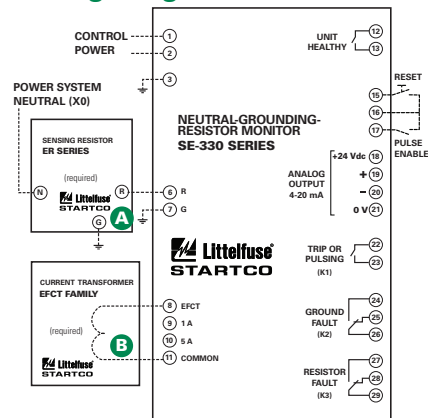 CONTROL
POWER
1
2
3
POWER SYSTEM
NEUTRAL (X0)
SENSING RESISTOR
ER SERIES
(required)
N
R
Littelfuse
STARTCO
G
A
6 R
7 G
CURRENT TRANSFORMER
EFCT FAMILY
(required)
B
Littelfuse
STARTCO
8 EFCT
9 1 A
10 5 A
11 COMMON
NEUTRAL-GROUNDING-
RESISTOR MONITOR
SE-330 SERIES
Littelfuse
STARTCO
UNIT
HEALTHY
12
13
RESET
15
16
17
PULSE
ENABLE
ANALOG
OUTPUT
4-20 mA
+24 Vdc 18
+ 19
– 20
0 V 21
TRIP OR
PULSING
(K1)
22
23
GROUND
FAULT
(K2)
24
25
26
RESISTOR
FAULT
(K3)
27
28
29